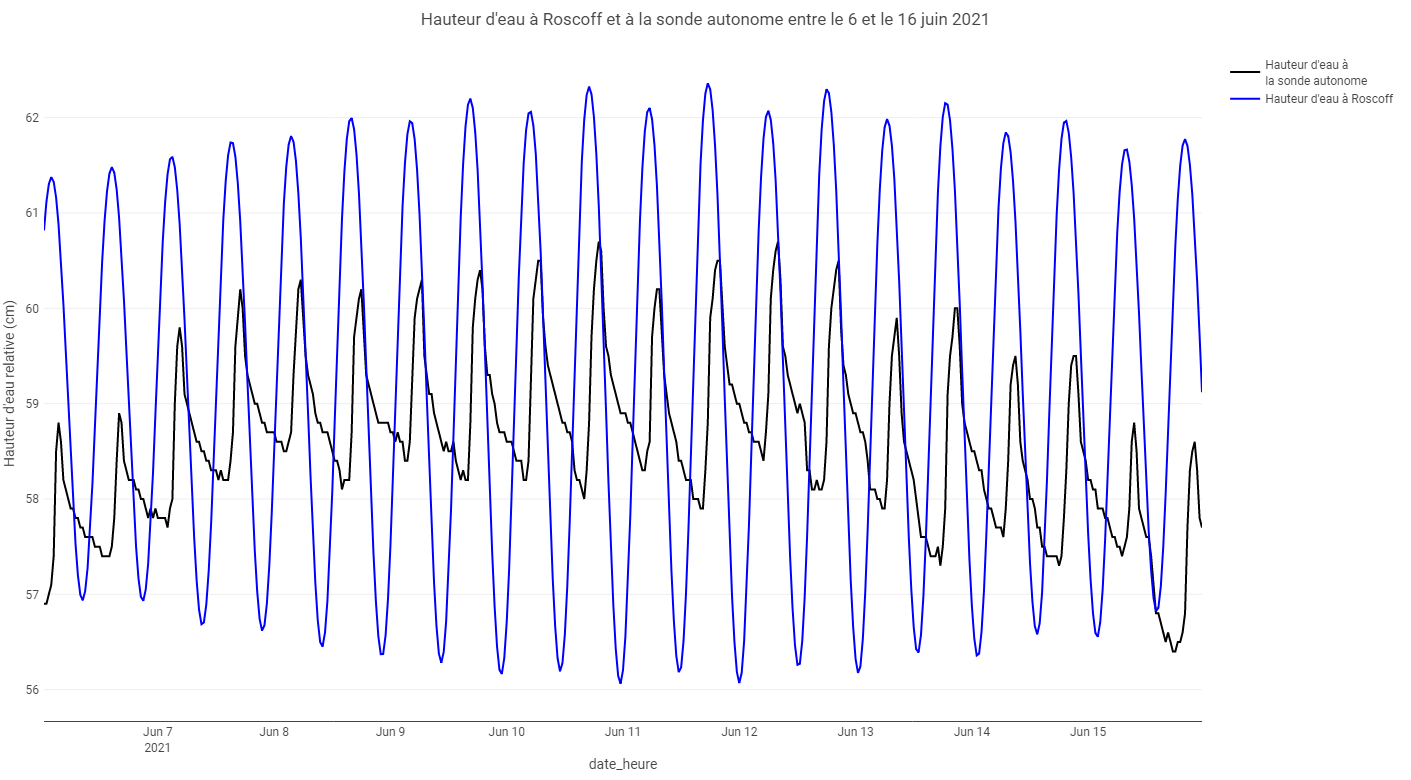 Hauteur d'eau à Roscoff et à la sonde autonome entre le 6 et le 16 juin 2021
Hauteur d'eau à
la sonde autonome
Hauteur d'eau à Roscoff
Hauteur d'eau relative (cm)
62
61
60
59
58
57
56
Jun 7
2021
Jun 8
Jun 9
Jun 10
Jun 11
Jun 12
Jun 13
Jun 14
Jun 15
date_heure